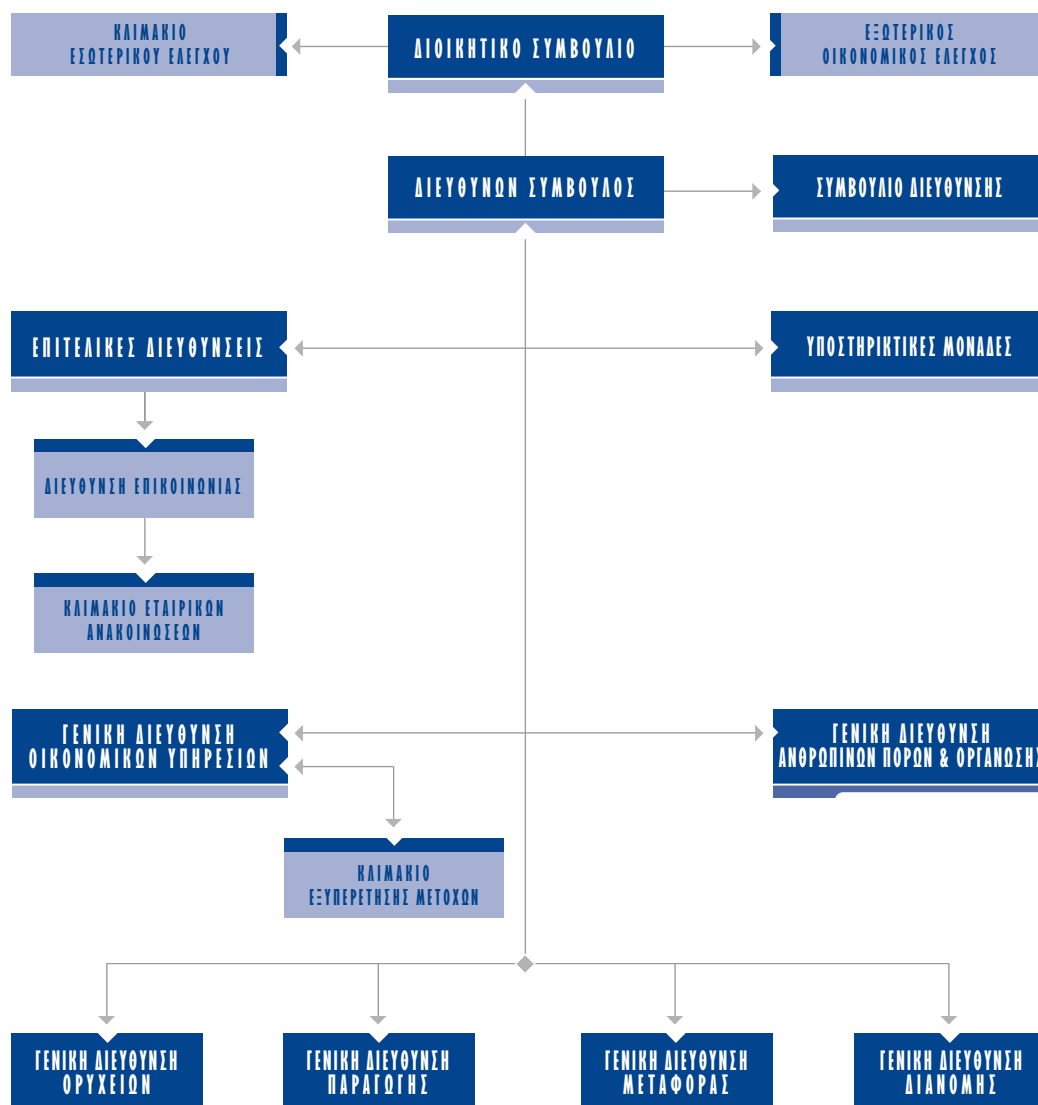 ΚΛΙΜΑΚΙΟ
ΕΣΩΤΕΡΙΚΟΥ ΕΛΕΓΧΟΥ
ΔΙΟΙΚΗΤΙΚΟ ΣΥΜΒΟΥΛΙΟ
ΕΞΩΤΕΡΙΚΟΣ
ΟΙΚΟΝΟΜΙΚΟΣ ΕΛΕΓΧΟΣ
ΔΙΕΥΘΥΝΩΝ ΣΥΜΒΟΥΛΟΣ
ΣΥΜΒΟΥΛΙΟ ΔΙΕΥΘΥΝΣΗΣ
ΕΠΙΤΕΛΙΚΕΣ ΔΙΕΥΘΥΝΣΕΙΣ
ΥΠΟΣΤΗΡΙΚΤΙΚΕΣ ΜΟΝΑΔΕΣ
ΔΙΕΥΘΥΝΣΗ ΕΠΙΚΟΙΝΩΝΙΑΣ
ΚΛΙΜΑΚΙΟ ΕΤΑΙΡΙΚΩΝ
ΑΝΑΚΟΙΝΩΣΕΩΝ
ΓΕΝΙΚΗ ΔΙΕΥΘΥΝΣΗ
ΟΙΚΟΝΟΜΙΚΩΝ ΥΠΗΡΕΣΙΩΝ
ΓΕΝΙΚΗ ΔΙΕΥΘΥΝΣΗ
ΑΝΘΡΩΠΙΝΩΝ ΠΟΡΩΝ & ΟΡΓΑΝΩΣΗΣ
ΚΛΙΜΑΚΙΟ
ΕΞΥΠΕΡΕΤΗΣΗΣ ΜΕΤΟΧΩΝ
ΓΕΝΙΚΗ ΔΙΕΥΘΥΝΣΗ
ΟΡΥΧΕΙΩΝ
ΓΕΝΙΚΗ ΔΙΕΥΘΥΝΣΗ
ΠΑΡΑΓΩΓΗΣ
ΓΕΝΙΚΗ ΔΙΕΥΘΥΝΣΗ
ΜΕΤΑΦΟΡΑΣ
ΓΕΝΙΚΗ ΔΙΕΥΘΥΝΣΗ
ΔΙΑΝΟΜΗΣ